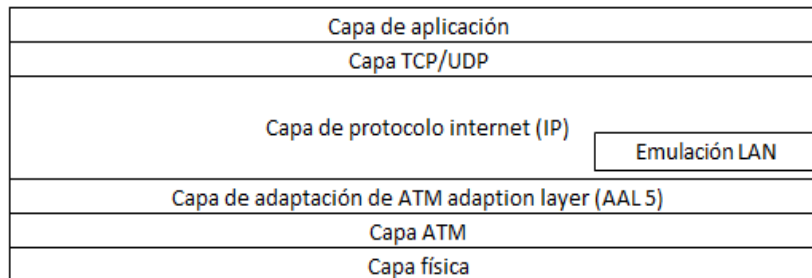 Capa de aplicación
Capa TCP/UDP
Capa de protocolo internet (IP)
Emulación LAN
Capa de adaptación de ATM adaption layer (AAL 5)
Capa ATM
Capa física